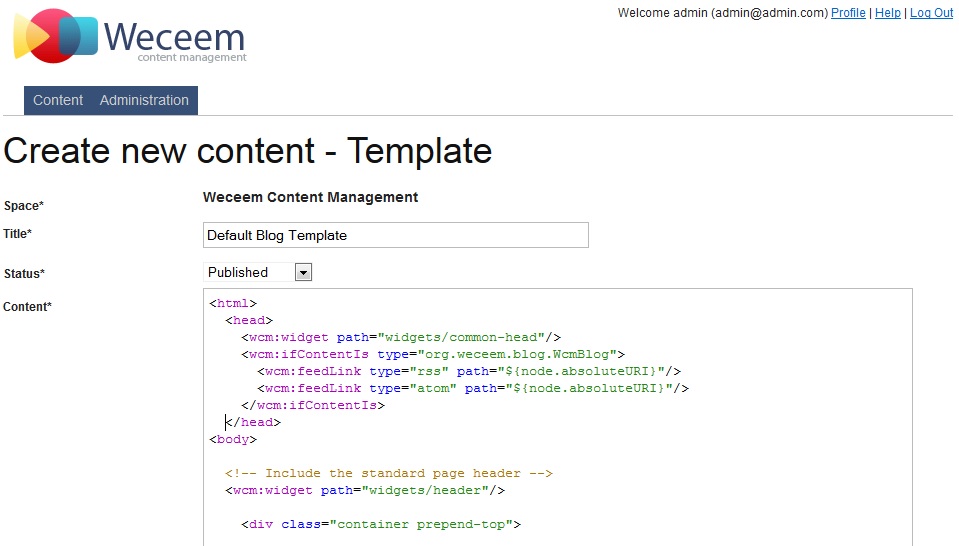 Welcome admin (admin@admin.com) Profile | Help | Log Out
Weceem
content management
Content Administration
Create new content - Template
Space* Weceem Content Management
Title* Default Blog Template
Status* Published
Content*
<html>
<head>
<wcm:widget path="widgets/common-head"/>
<wcm:ifContentIs type="org.weceem.blog.WcmBlog">
<wcm:feedLink type="rss" path="${node.absoluteURI}"/>
<wcm:feedLink type="atom" path="${node.absoluteURI}"/>
</wcm:ifContentIs>
</head>
<body>
<!-- Include the standard page header -->
<wcm:widget path="widgets/header"/>
<div class="container prepend-top">